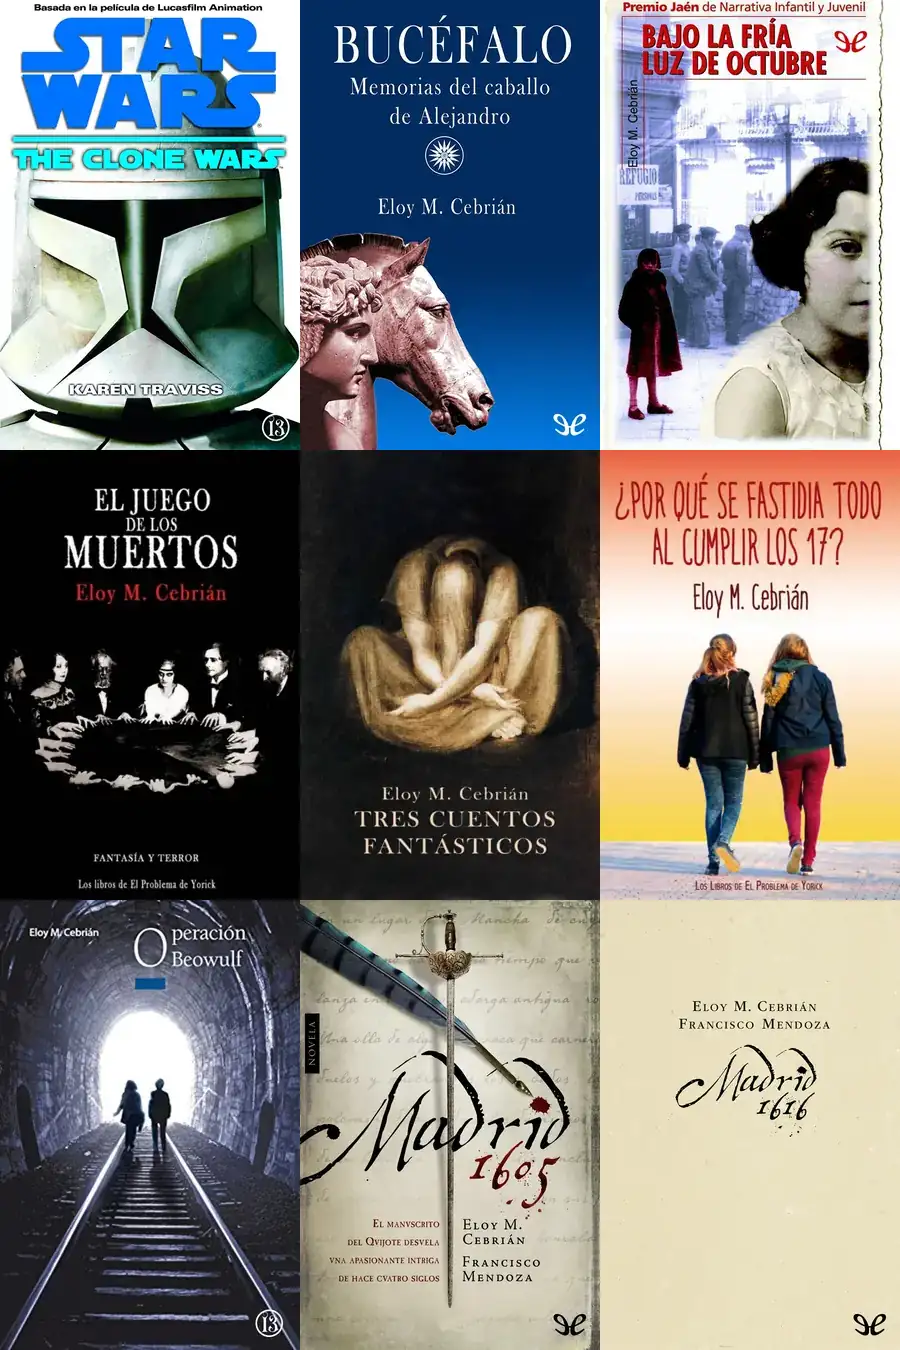 Basada en la película de Lucasfilm Animation
STAR
WARS
THE CLONE WARS
KAREN TRAVISS
13
BUCÉFALO
Memorias del caballo
de Alejandro
Eloy M. Cebrián
Premio Jaén de Narrativa Infantil y Juvenil
BAJO LA FRÍA
LUZ DE OCTUBRE
Eloy M. Cebrián
REFUGIO
EL JUEGO
DE LOS
MUERTOS
Eloy M. Cebrián
FANTASÍA Y TERROR
Los libros de El Problema de Yorick
Eloy M. Cebrián
TRES CUENTOS
FANTÁSTICOS
¿POR QUÉ SE FASTIDIA TODO
AL CUMPLIR LOS 17?
Eloy M. Cebrián
LOS LIBROS DE EL PROBLEMA DE YORICK
Eloy M. Cebrián
Operación
Beowulf
13
NOVELA
Madrid
1605
EL MANVSCRITO
DEL QVIJOTE DESVELA
VNA APASIONANTE INTRIGA
DE HACE CVATRO SIGLOS
ELOY M.
CEBRIÁN
FRANCISCO
MENDOZA
ELOY M. CEBRIÁN
FRANCISCO MENDOZA
Madrid
1616